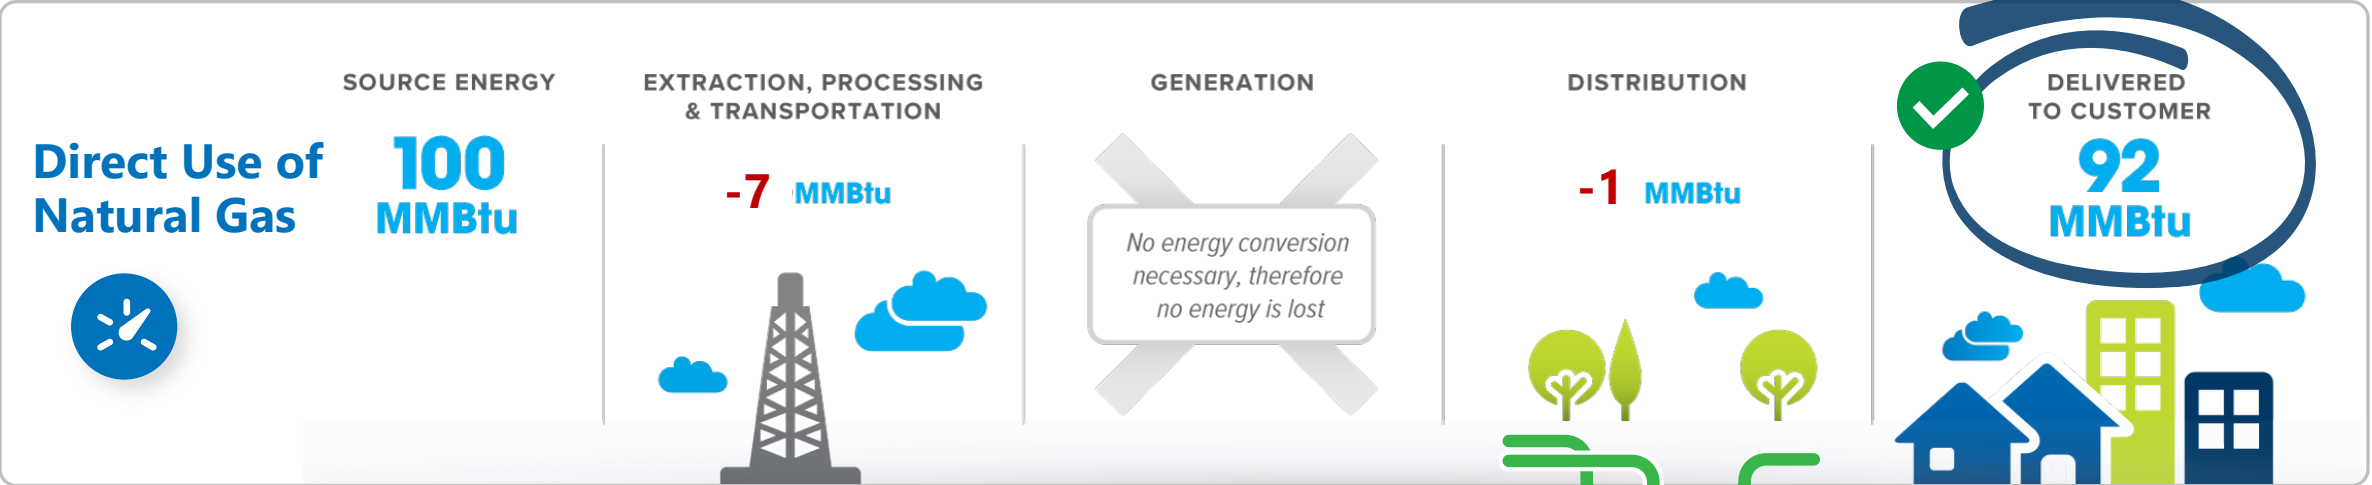 SOURCE ENERGY
EXTRACTION, PROCESSING
& TRANSPORTATION
GENERATION
DISTRIBUTION
DELIVERED
TO CUSTOMER
Direct Use of
Natural Gas
100
MMBtu
-7 MMBtu
No energy conversion
necessary, therefore
no energy is lost
-1 MMBtu
92
MMBtu